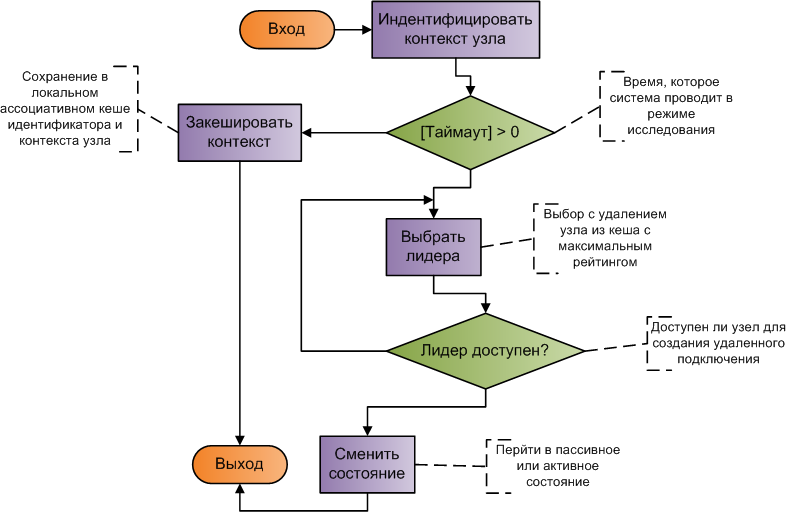 Вход
Индентифицировать
контекст узла
Сохранение в
локальном
ассоциативном кеше
идентификатора и
контекста узла
Закешировать
контекст
[Таймаут] > 0
Время, которое
система проводит в
режиме
исследования
Выбрать
лидера
Выбор с удалением
узла из кеша с
максимальным
рейтингом
Лидер доступен?
Доступен ли узел для
создания удаленного
подключения
Выход
Сменить
состояние
Перйти в пассивное
или активное
состояние